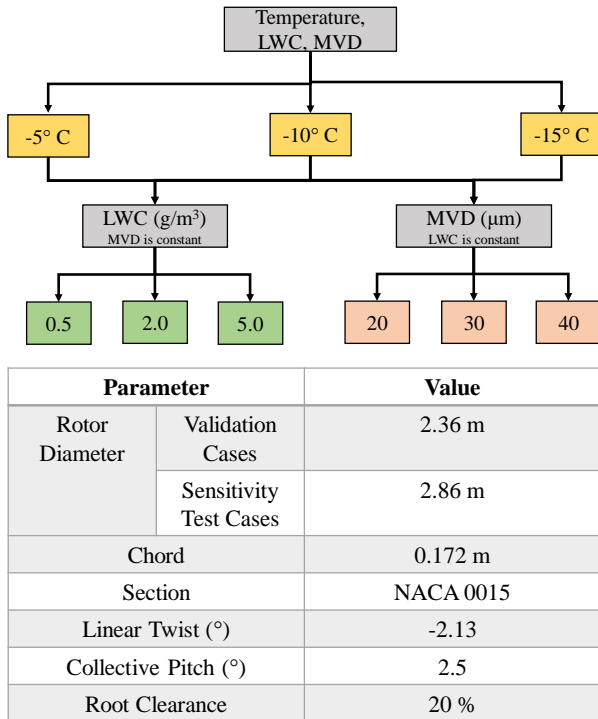 Temperature,
LWC, MVD
-5° C
-10° C
-15° C
LWC (g/m³)
MVD is constant
MVD (μm)
LWC is constant
0.5
2.0
5.0
20
30
40
Parameter
Value
Rotor
Diameter
Validation
Cases
2.36 m
Sensitivity
Test Cases
2.86 m
Chord
0.172 m
Section
NACA 0015
Linear Twist (°)
-2.13
Collective Pitch (°)
2.5
Root Clearance
20 %